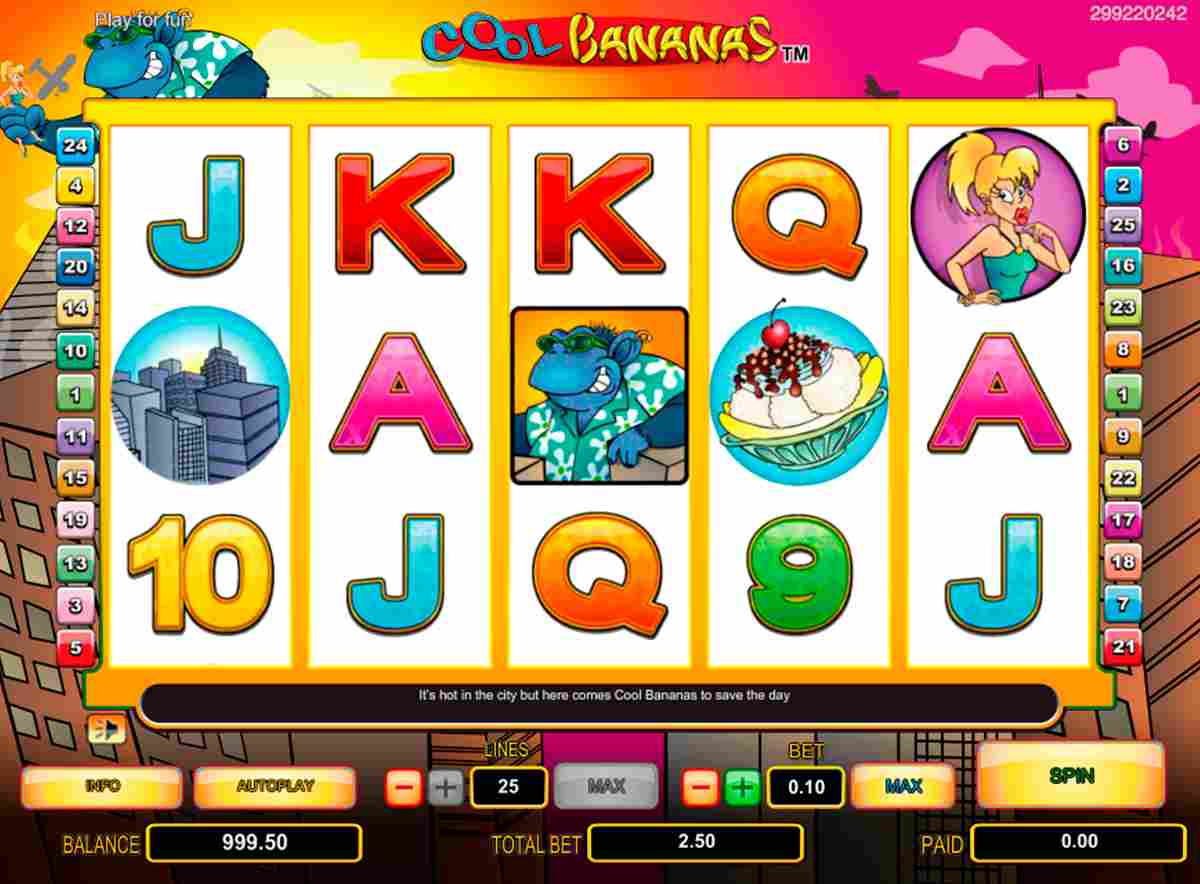 Play for fun
COOL BANANAS™
299220242
24
4
12
20
14
10
1
11
15
19
13
3
5
J K K Q
A A
10 J Q 9 J
6
2
25
16
23
8
1
9
22
17
18
7
21
It's hot in the city but here comes Cool Bananas to save the day
LINES
BET
INFO
AUTOPLAY
− + 25 MAX
− + 0.10 MAX
SPIN
BALANCE 999.50
TOTAL BET 2.50
PAID 0.00